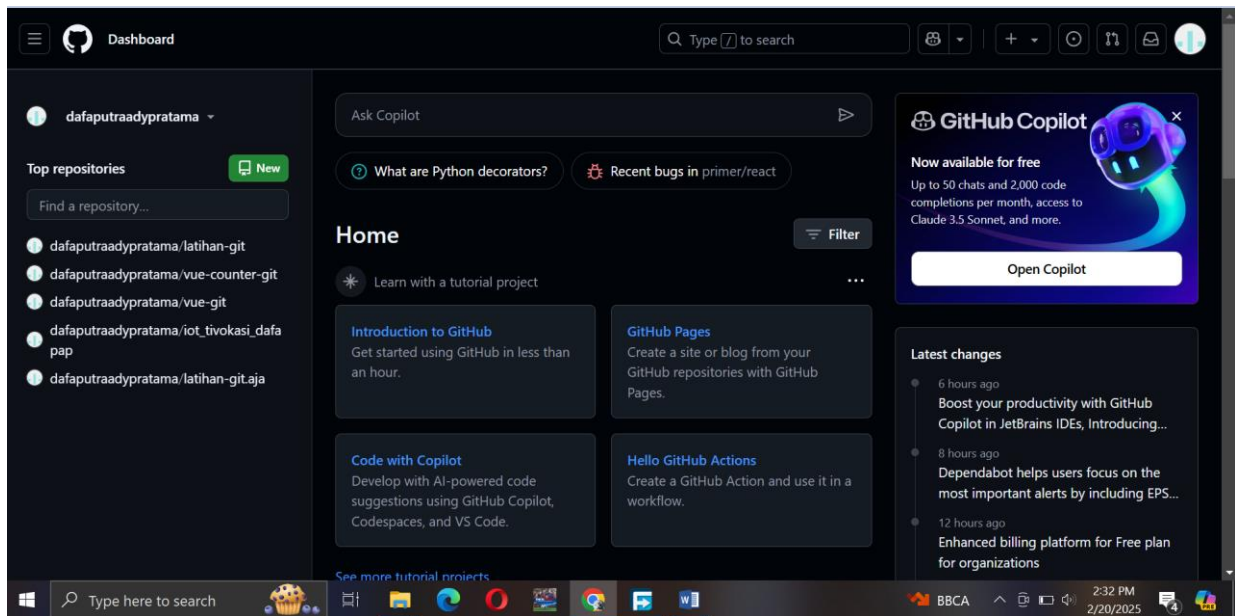 Dashboard
Type / to search
dafaputraadypratama
Top repositories
New
Find a repository...
dafaputraadypratama/latihan-git
dafaputraadypratama/vue-counter-git
dafaputraadypratama/vue-git
dafaputraadypratama/iot_tivokasi_dafa
pap
dafaputraadypratama/latihan-git.aja
Ask Copilot
What are Python decorators?
Recent bugs in primer/react
Home
Filter
Learn with a tutorial project
Introduction to GitHub
Get started using GitHub in less than
an hour.
GitHub Pages
Create a site or blog from your
GitHub repositories with GitHub
Pages.
Code with Copilot
Develop with AI-powered code
suggestions using GitHub Copilot,
Codespaces, and VS Code.
Hello GitHub Actions
Create a GitHub Action and use it in a
workflow.
See more tutorial projects
GitHub Copilot
Now available for free
Up to 50 chats and 2,000 code
completions per month, access to
Claude 3.5 Sonnet, and more.
Open Copilot
Latest changes
6 hours ago
Boost your productivity with GitHub
Copilot in JetBrains IDEs, Introducing...
8 hours ago
Dependabot helps users focus on the
most important alerts by including EPS...
12 hours ago
Enhanced billing platform for Free plan
for organizations
Type here to search
BBCA
2:32 PM
2/20/2025
4
PRE